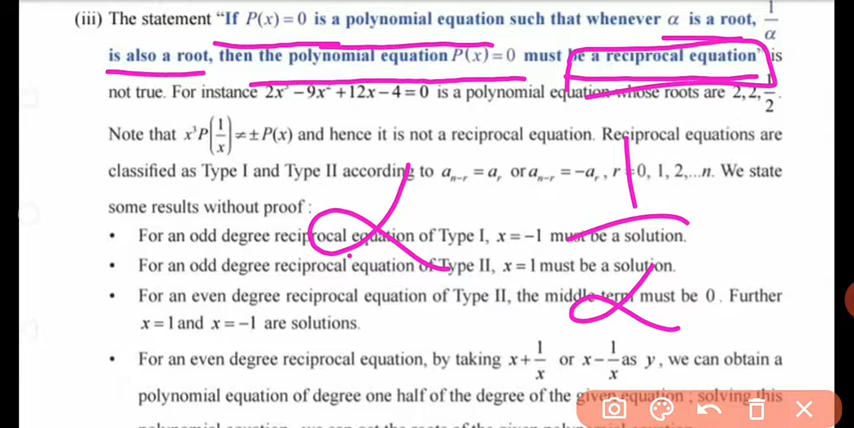 (iii) The statement “If P(x) = 0 is a polynomial equation such that whenever α is a root, 1/α
is also a root, then the polynomial equation P(x) = 0 must be a reciprocal equation” is
not true. For instance 2x³ − 9x² + 12x − 4 = 0 is a polynomial equation whose roots are 2, 2, 1/2
Note that x³P(1/x) ≠ ± P(x) and hence it is not a reciprocal equation. Reciprocal equations are
classified as Type I and Type II according to aₙ₋ᵣ = aᵣ or aₙ₋ᵣ = −aᵣ, r = 0, 1, 2,...n. We state
some results without proof :
• For an odd degree reciprocal equation of Type I, x = −1 must be a solution.
• For an odd degree reciprocal equation of Type II, x = 1 must be a solution.
• For an even degree reciprocal equation of Type II, the middle term must be 0. Further
x = 1 and x = −1 are solutions.
• For an even degree reciprocal equation, by taking x + 1/x or x − 1/x as y, we can obtain a
polynomial equation of degree one half of the degree of the given equation ; solving this
α
1
α